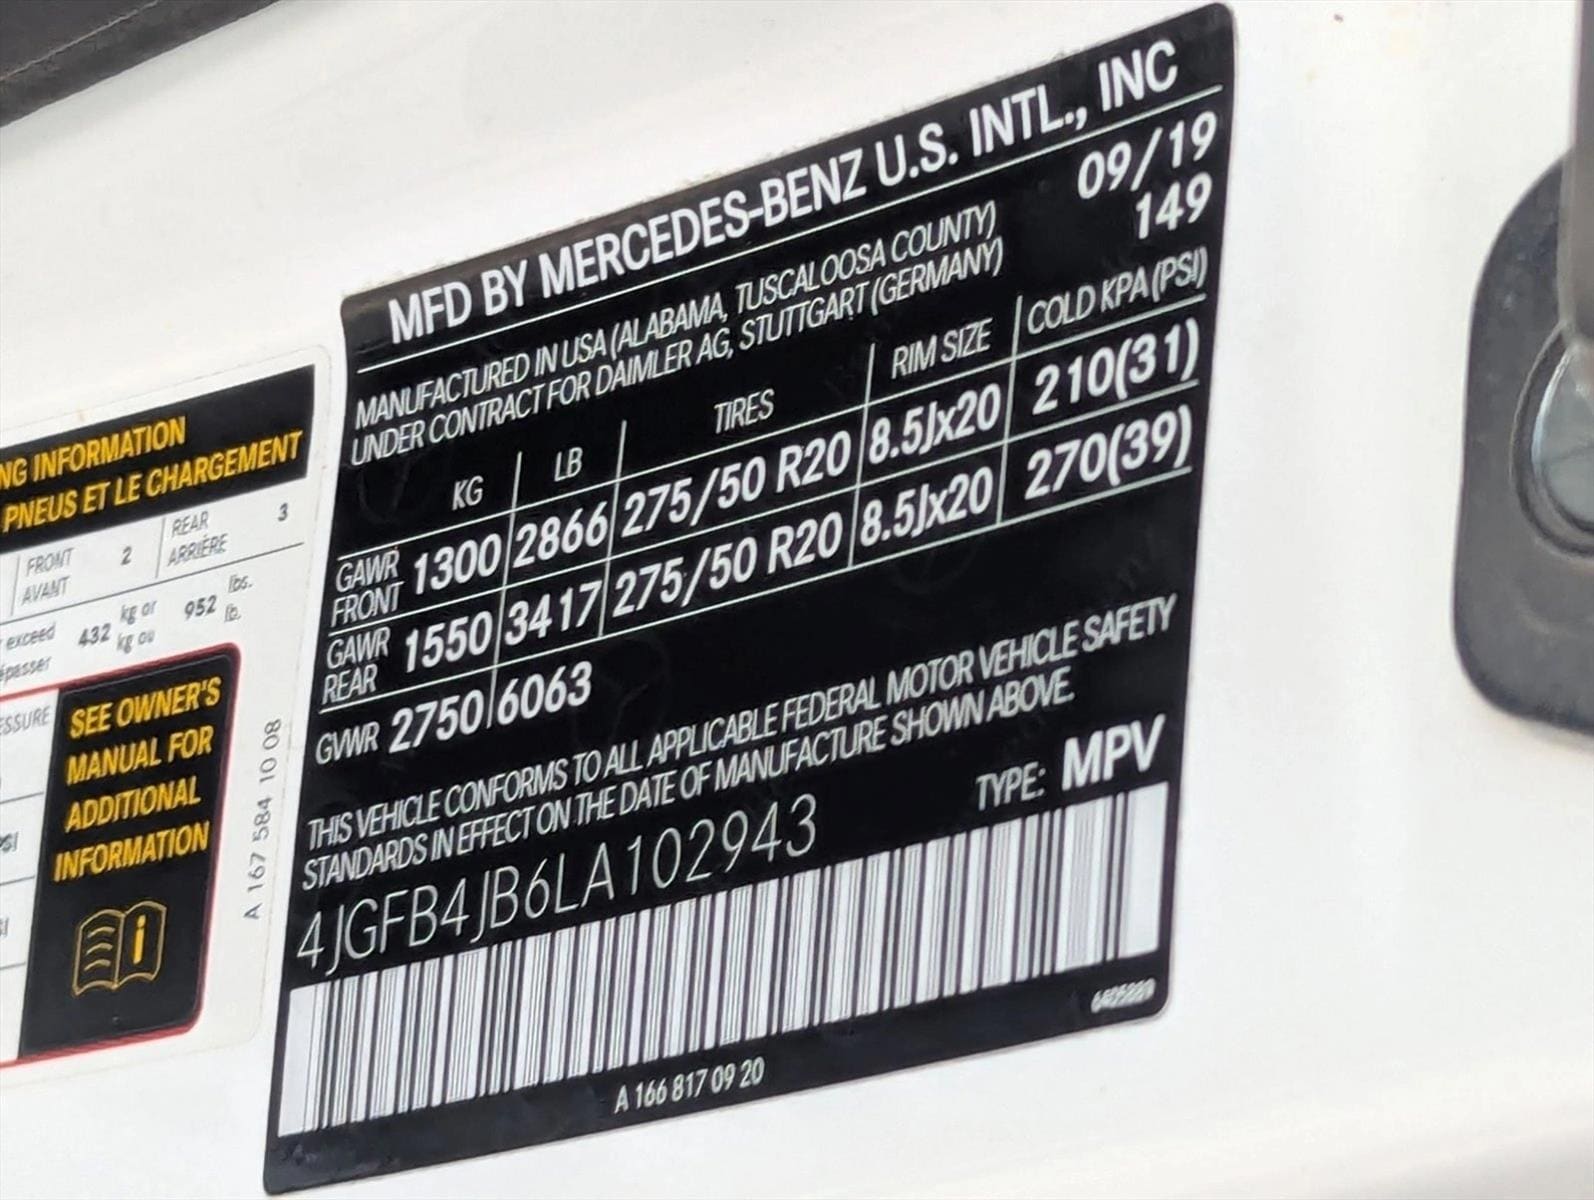 MFD BY MERCEDES-BENZ U.S. INTL., INC
MANUFACTURED IN USA (ALABAMA, TUSCALOOSA COUNTY) 09/19
UNDER CONTRACT FOR DAIMLER AG, STUTTGART (GERMANY) 149
KG LB TIRES RIM SIZE COLD KPA (PSI)
GAWR FRONT 1300 2866 275/50 R20 8.5Jx20 210(31)
GAWR REAR 1550 3417 275/50 R20 8.5Jx20 270(39)
GVWR 2750 6063
THIS VEHICLE CONFORMS TO ALL APPLICABLE FEDERAL MOTOR VEHICLE SAFETY
STANDARDS IN EFFECT ON THE DATE OF MANUFACTURE SHOWN ABOVE.
4JGFB4JB6LA102943 TYPE: MPV
A 166 817 09 20
NG INFORMATION
PNEUS ET LE CHARGEMENT
FRONT 2 REAR 3
AVANT ARRIÈRE
exceed 432 kg or 952 lbs.
épasser kg ou lb.
ESSURE
SEE OWNER'S
MANUAL FOR
ADDITIONAL
INFORMATION
A 167 584 10 08